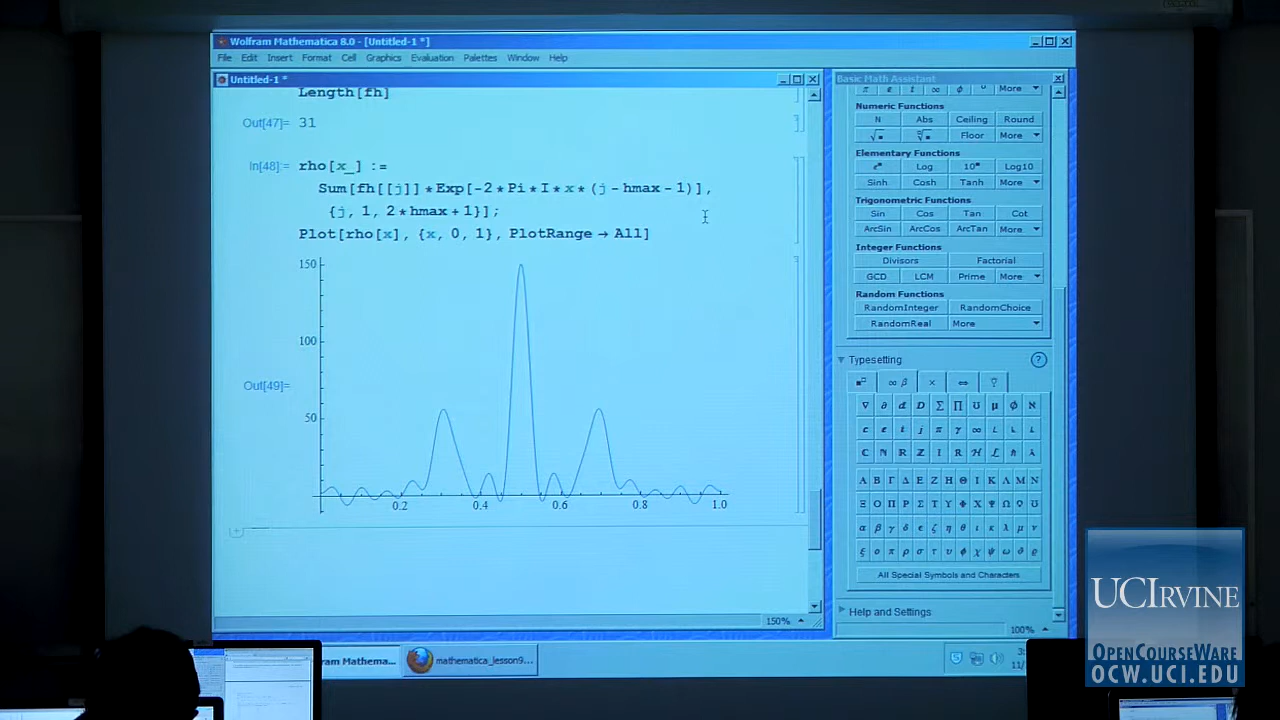 Wolfram Mathematica 8.0 - [Untitled-1 *]
File Edit Insert Format Cell Graphics Evaluation Palettes Window Help
Untitled-1 *
Length[fh]
Out[47]= 31
In[48]:= rho[x_] :=
Sum[fh[[j]] * Exp[-2 * Pi * I * x * (j - hmax - 1)],
{j, 1, 2 * hmax + 1}];
Plot[rho[x], {x, 0, 1}, PlotRange → All]
150
100
Out[49]=
50
0.2 0.4 0.6 0.8 1.0
150%
Basic Math Assistant
π e i ∞ ϕ More
Numeric Functions
N Abs Ceiling Round
Floor More
Elementary Functions
Log Log10
Sinh Cosh Tanh More
Trigonometric Functions
Sin Cos Tan Cot
ArcSin ArcCos ArcTan More
Integer Functions
Divisors Factorial
GCD LCM Prime More
Random Functions
RandomInteger RandomChoice
RandomReal More
Typesetting ?
∞ β
Α Β Γ Δ Ε Ζ Η Θ Ι Κ Λ Μ Ν
Ξ Ο Π Ρ Σ Τ Υ Φ Χ Ψ Ω
α β γ δ ε ζ η θ ι κ λ μ ν
ξ ο π ρ σ τ υ φ χ ψ ω
All Special Symbols and Characters
Help and Settings
100%
ram Mathema...
mathematica_lesson9...
UCIRVINE
OPENCOURSEWARE
OCW.UCI.EDU